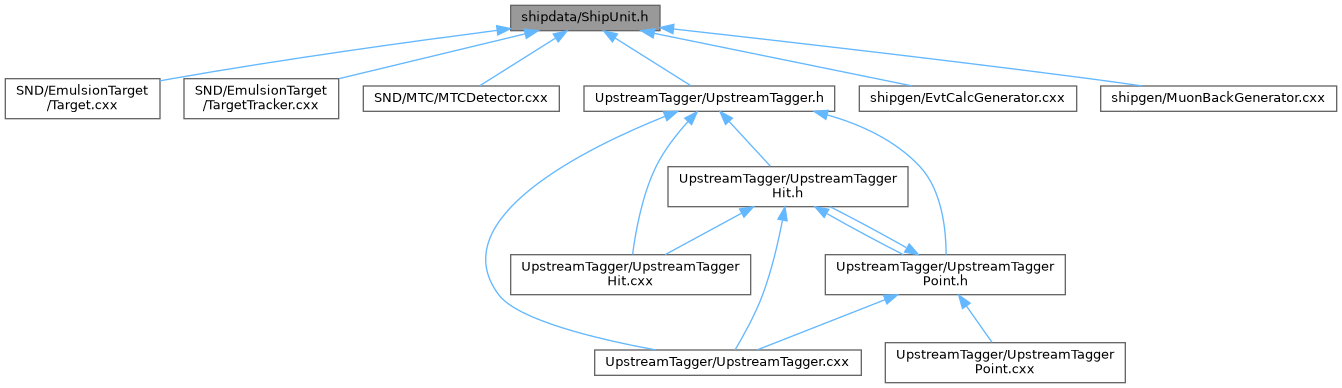 shipdata/ShipUnit.h
SND/EmulsionTarget
/Target.cxx
SND/EmulsionTarget
/TargetTracker.cxx
SND/MTC/MTCDetector.cxx
UpstreamTagger/UpstreamTagger.h
shipgen/EvtCalcGenerator.cxx
shipgen/MuonBackGenerator.cxx
UpstreamTagger/UpstreamTagger
Hit.h
UpstreamTagger/UpstreamTagger
Hit.cxx
UpstreamTagger/UpstreamTagger
Point.h
UpstreamTagger/UpstreamTagger.cxx
UpstreamTagger/UpstreamTagger
Point.cxx